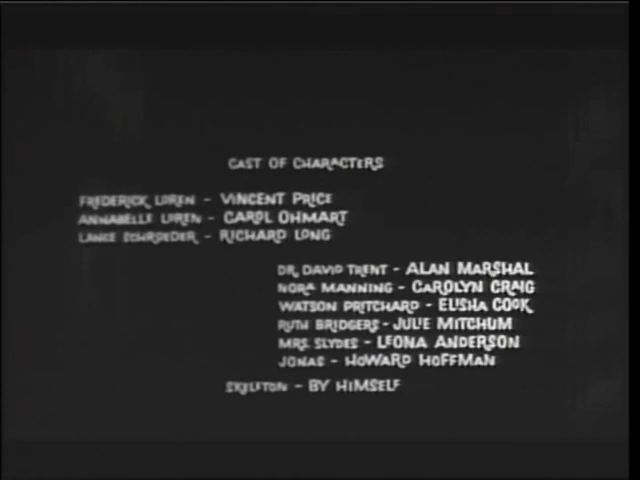 CAST OF CHARACTERS
FREDERICK LOREN - VINCENT PRICE
ANNABELLE LOREN - CAROL OHMART
LANCE SCHROEDER - RICHARD LONG
DR. DAVID TRENT - ALAN MARSHAL
NORA MANNING - CAROLYN CRAIG
WATSON PRITCHARD - ELISHA COOK
RUTH BRIDGERS - JULIE MITCHUM
MRS. SLYDES - LEONA ANDERSON
JONAS - HOWARD HOFFMAN
SKELETON - BY HIMSELF